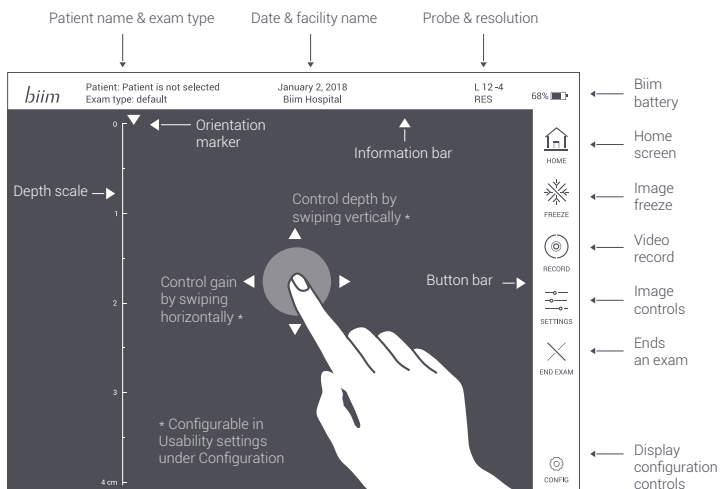 Patient name & exam type
Date & facility name
Probe & resolution
biim
Patient: Patient is not selected
Exam type: default
January 2, 2018
Biim Hospital
L 12 -4
RES
68%
Biim
battery
0
Orientation
marker
Information bar
HOME
Home
screen
Depth scale
Control depth by
swiping vertically *
FREEZE
Image
freeze
1
Control gain
by swiping
horizontally *
Button bar
RECORD
Video
record
2
SETTINGS
Image
controls
END EXAM
Ends
an exam
3
* Configurable in
Usability settings
under Configuration
4 cm
CONFIG
Display
configuration
controls